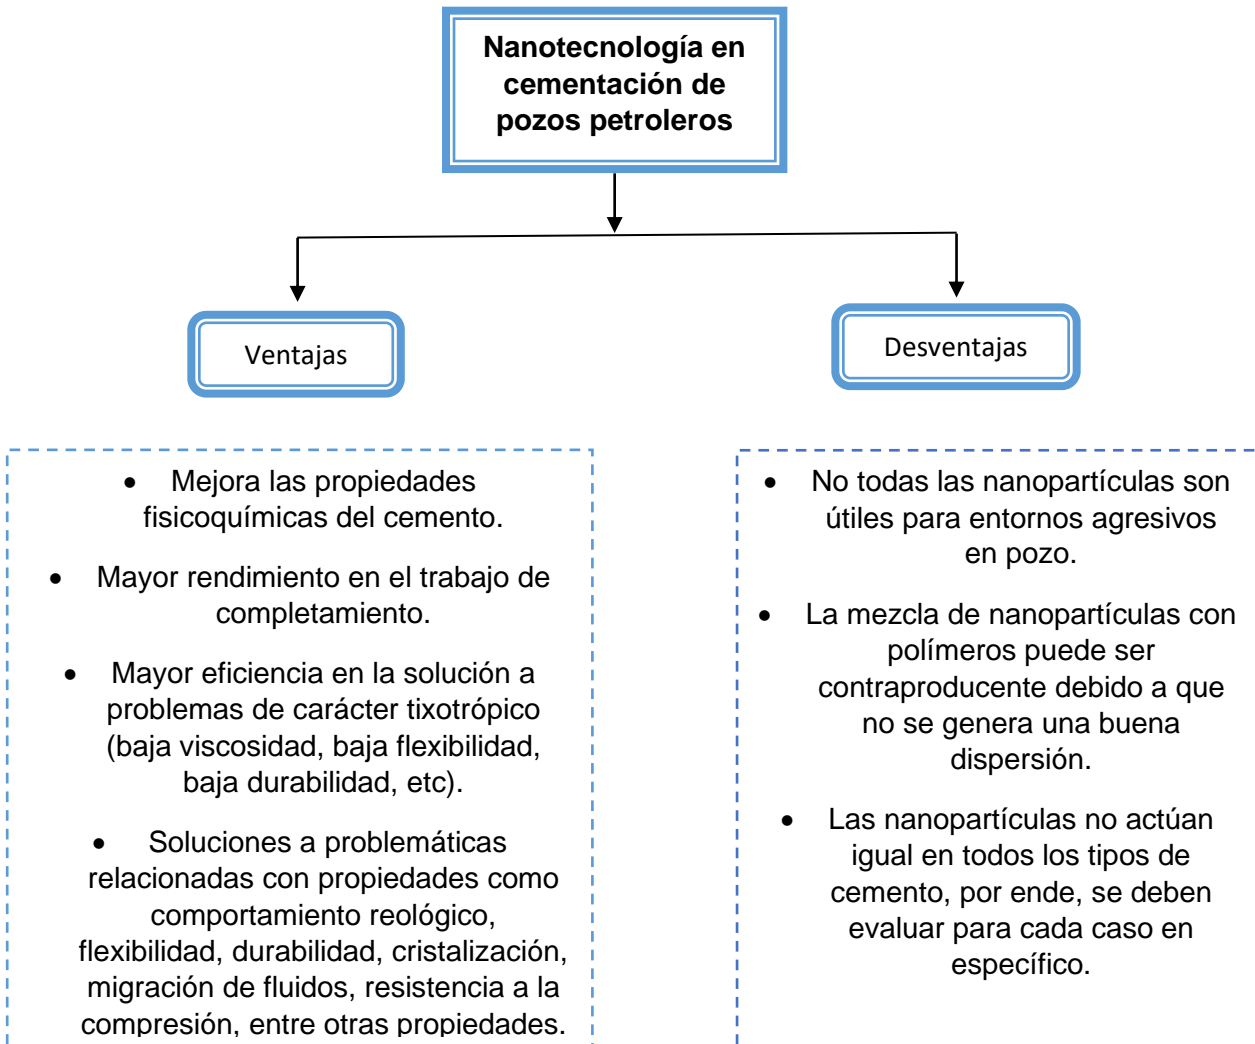 Nanotecnología en
cementación de
pozos petroleros
Ventajas
Desventajas
• Mejora las propiedades
fisicoquímicas del cemento.
• Mayor rendimiento en el trabajo de
completamiento.
• Mayor eficiencia en la solución a
problemas de carácter tixotrópico
(baja viscosidad, baja flexibilidad,
baja durabilidad, etc).
• Soluciones a problemáticas
relacionadas con propiedades como
comportamiento reológico,
flexibilidad, durabilidad, cristalización,
migración de fluidos, resistencia a la
compresión, entre otras propiedades.
• No todas las nanopartículas son
útiles para entornos agresivos
en pozo.
• La mezcla de nanopartículas con
polímeros puede ser
contraproducente debido a que
no se genera una buena
dispersión.
• Las nanopartículas no actúan
igual en todos los tipos de
cemento, por ende, se deben
evaluar para cada caso en
específico.